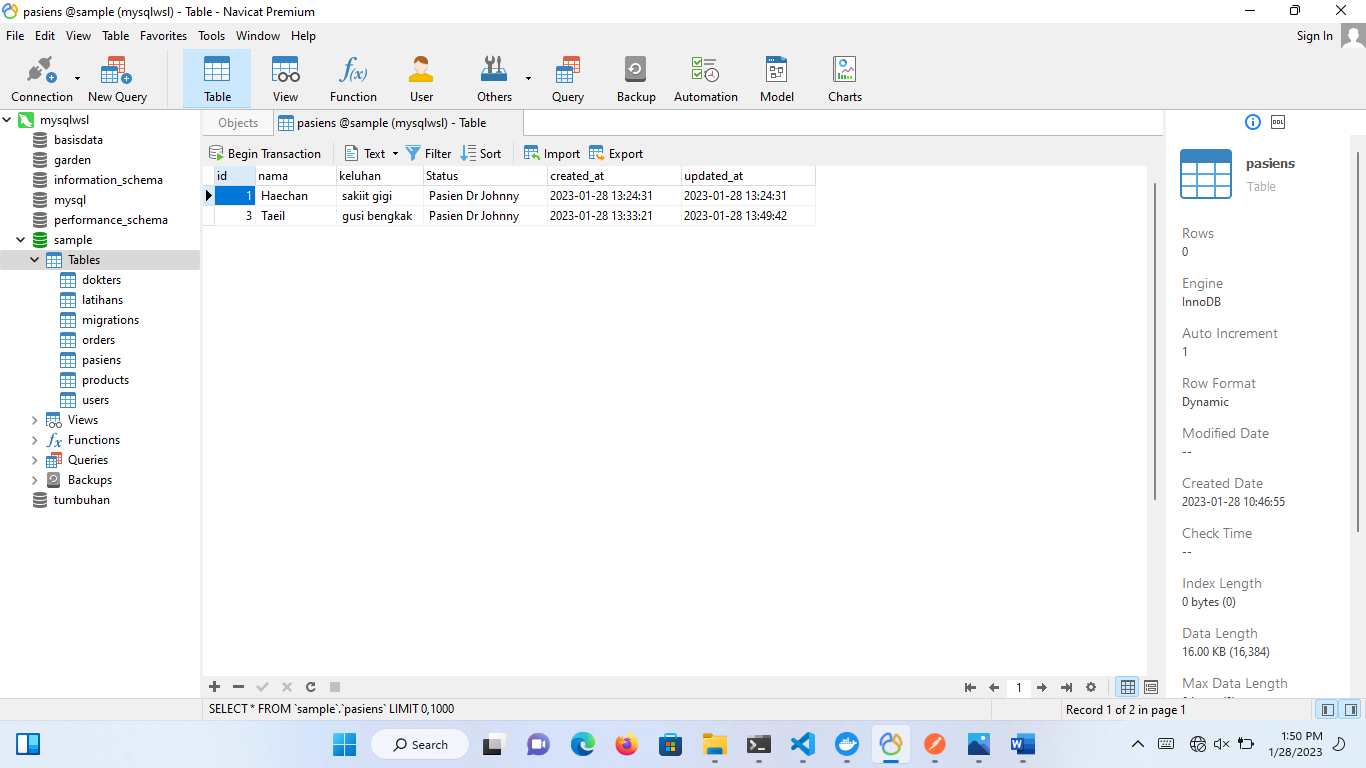 pasiens @sample (mysqlwsl) - Table - Navicat Premium
File Edit View Table Favorites Tools Window Help Sign In
Connection New Query Table View Function User Others Query Backup Automation Model Charts
mysqlwsl
basisdata
garden
information_schema
mysql
performance_schema
sample
Tables
dokters
latihans
migrations
orders
pasiens
products
users
Views
Functions
Queries
Backups
tumbuhan
Objects pasiens @sample (mysqlwsl) - Table
Begin Transaction Text Filter Sort Import Export
id nama keluhan Status created_at updated_at
1 Haechan sakiit gigi Pasien Dr Johnny 2023-01-28 13:24:31 2023-01-28 13:24:31
3 Taeil gusi bengkak Pasien Dr Johnny 2023-01-28 13:33:21 2023-01-28 13:49:42
DDL
pasiens
Table
Rows
0
Engine
InnoDB
Auto Increment
1
Row Format
Dynamic
Modified Date
--
Created Date
2023-01-28 10:46:55
Check Time
--
Index Length
0 bytes (0)
Data Length
16.00 KB (16,384)
Max Data Length
1
SELECT * FROM `sample`.`pasiens` LIMIT 0,1000
Record 1 of 2 in page 1
Search
1:50 PM
1/28/2023